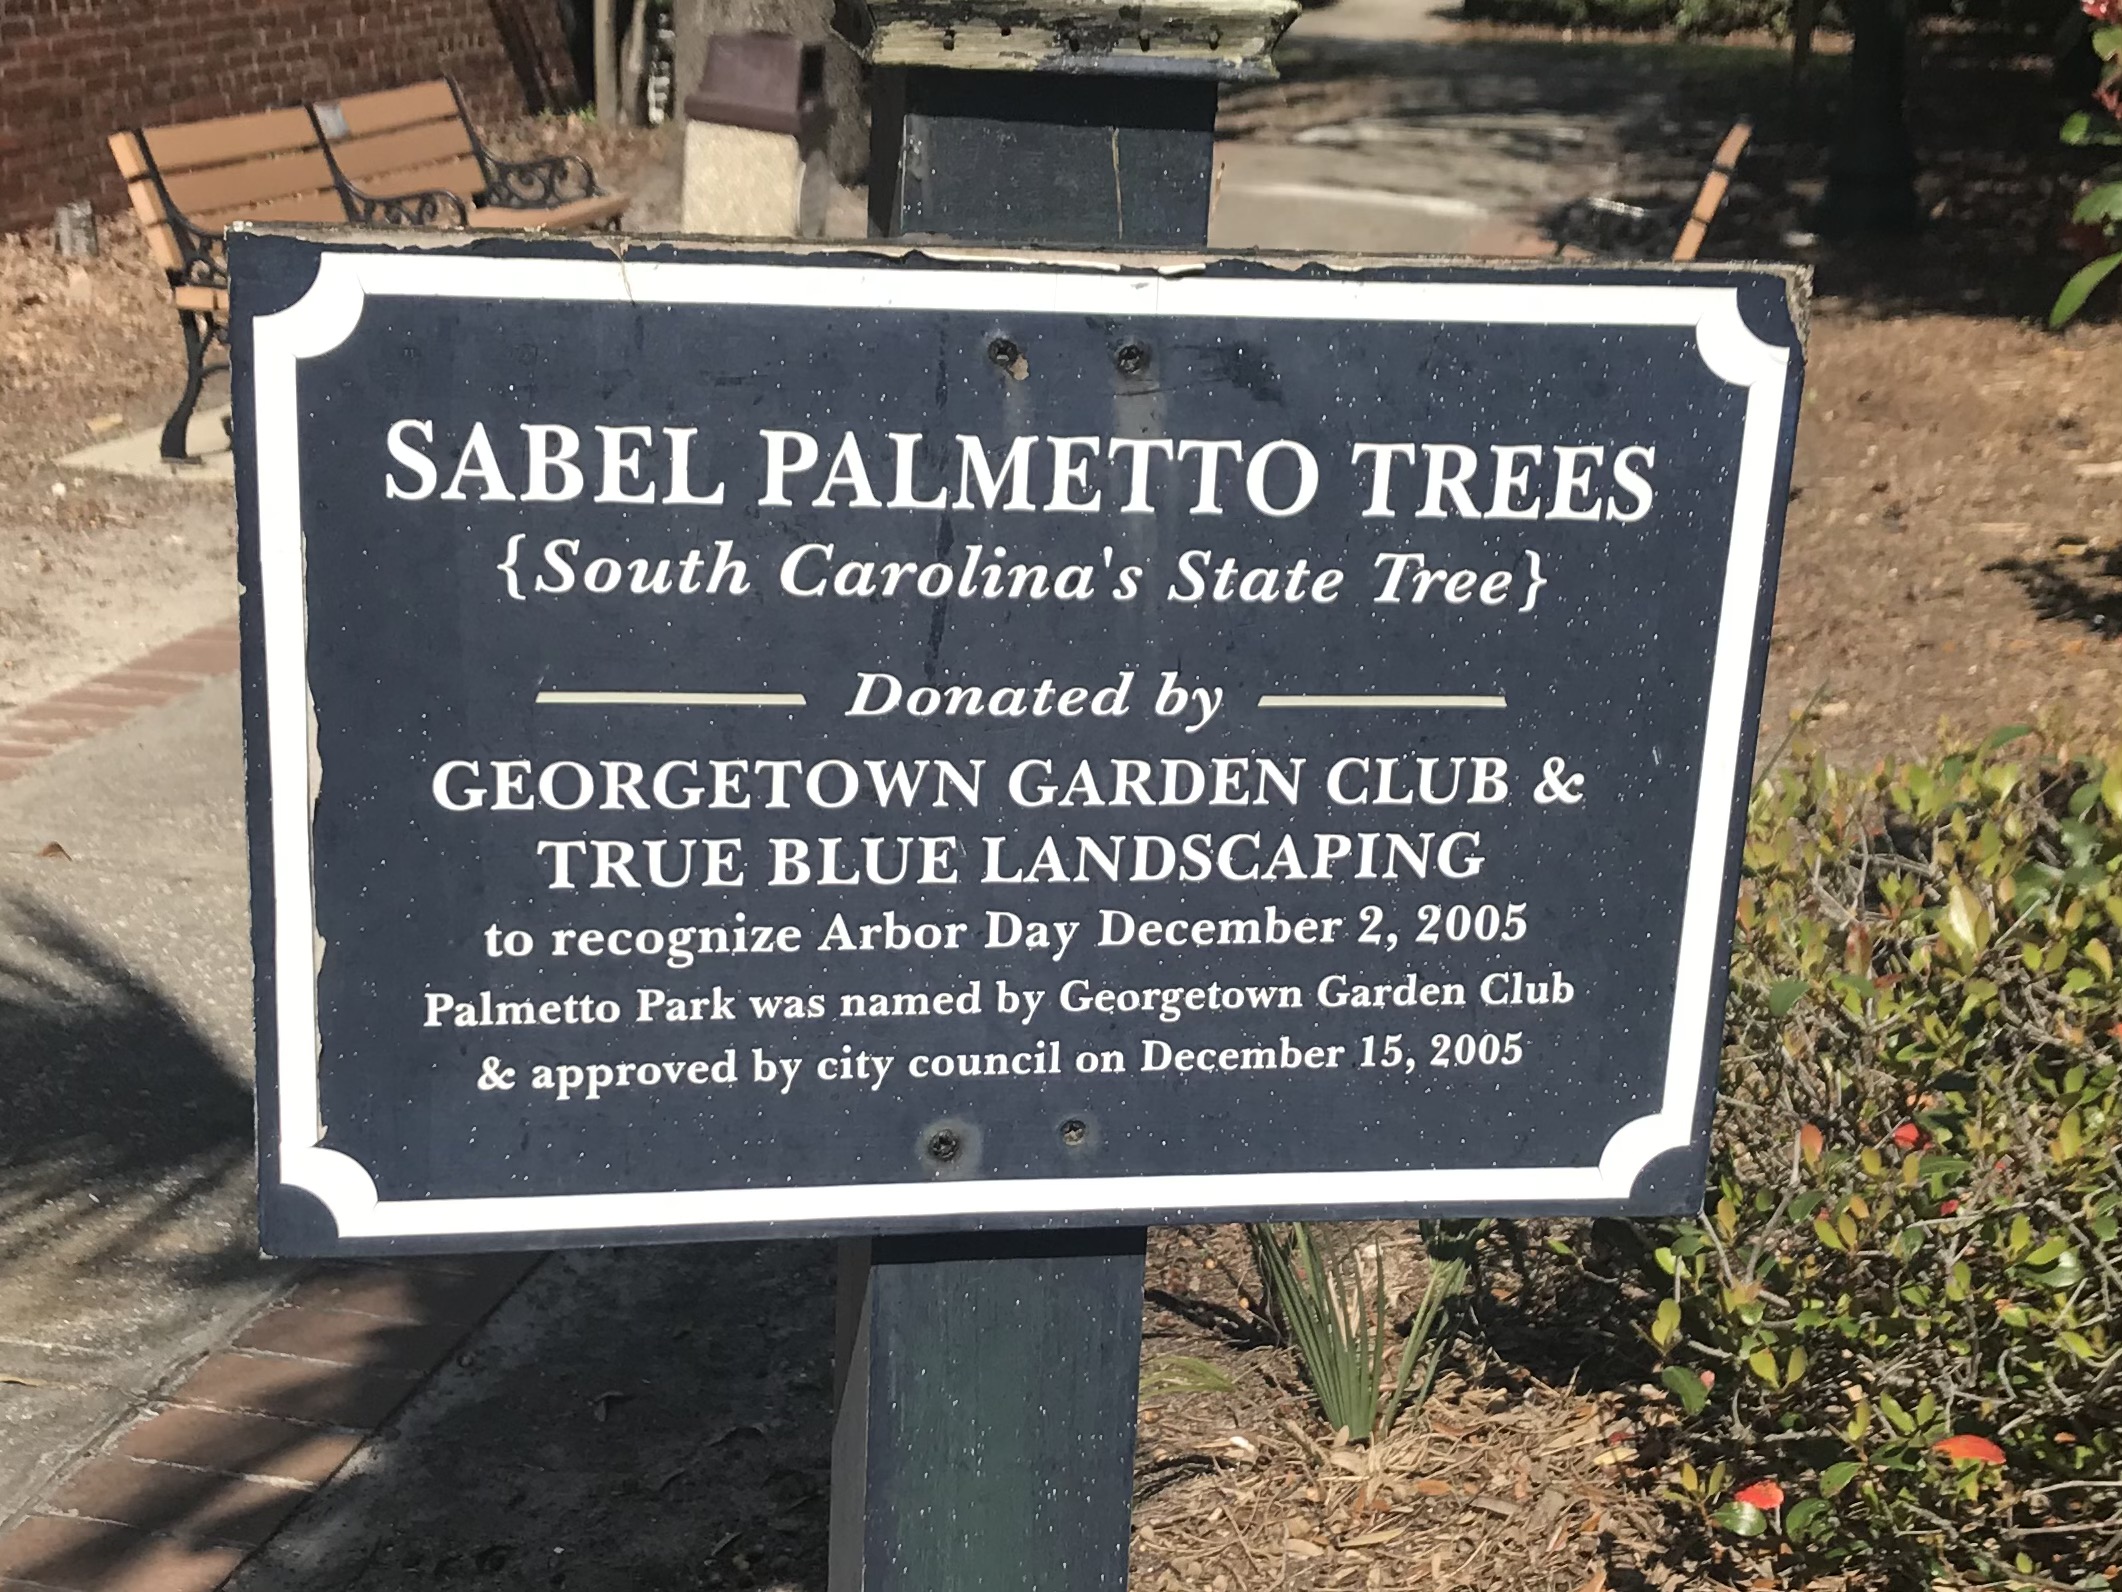 SABEL PALMETTO TREES
{South Carolina's State Tree}
Donated by
GEORGETOWN GARDEN CLUB &
TRUE BLUE LANDSCAPING
to recognize Arbor Day December 2, 2005
Palmetto Park was named by Georgetown Garden Club
& approved by city council on December 15, 2005